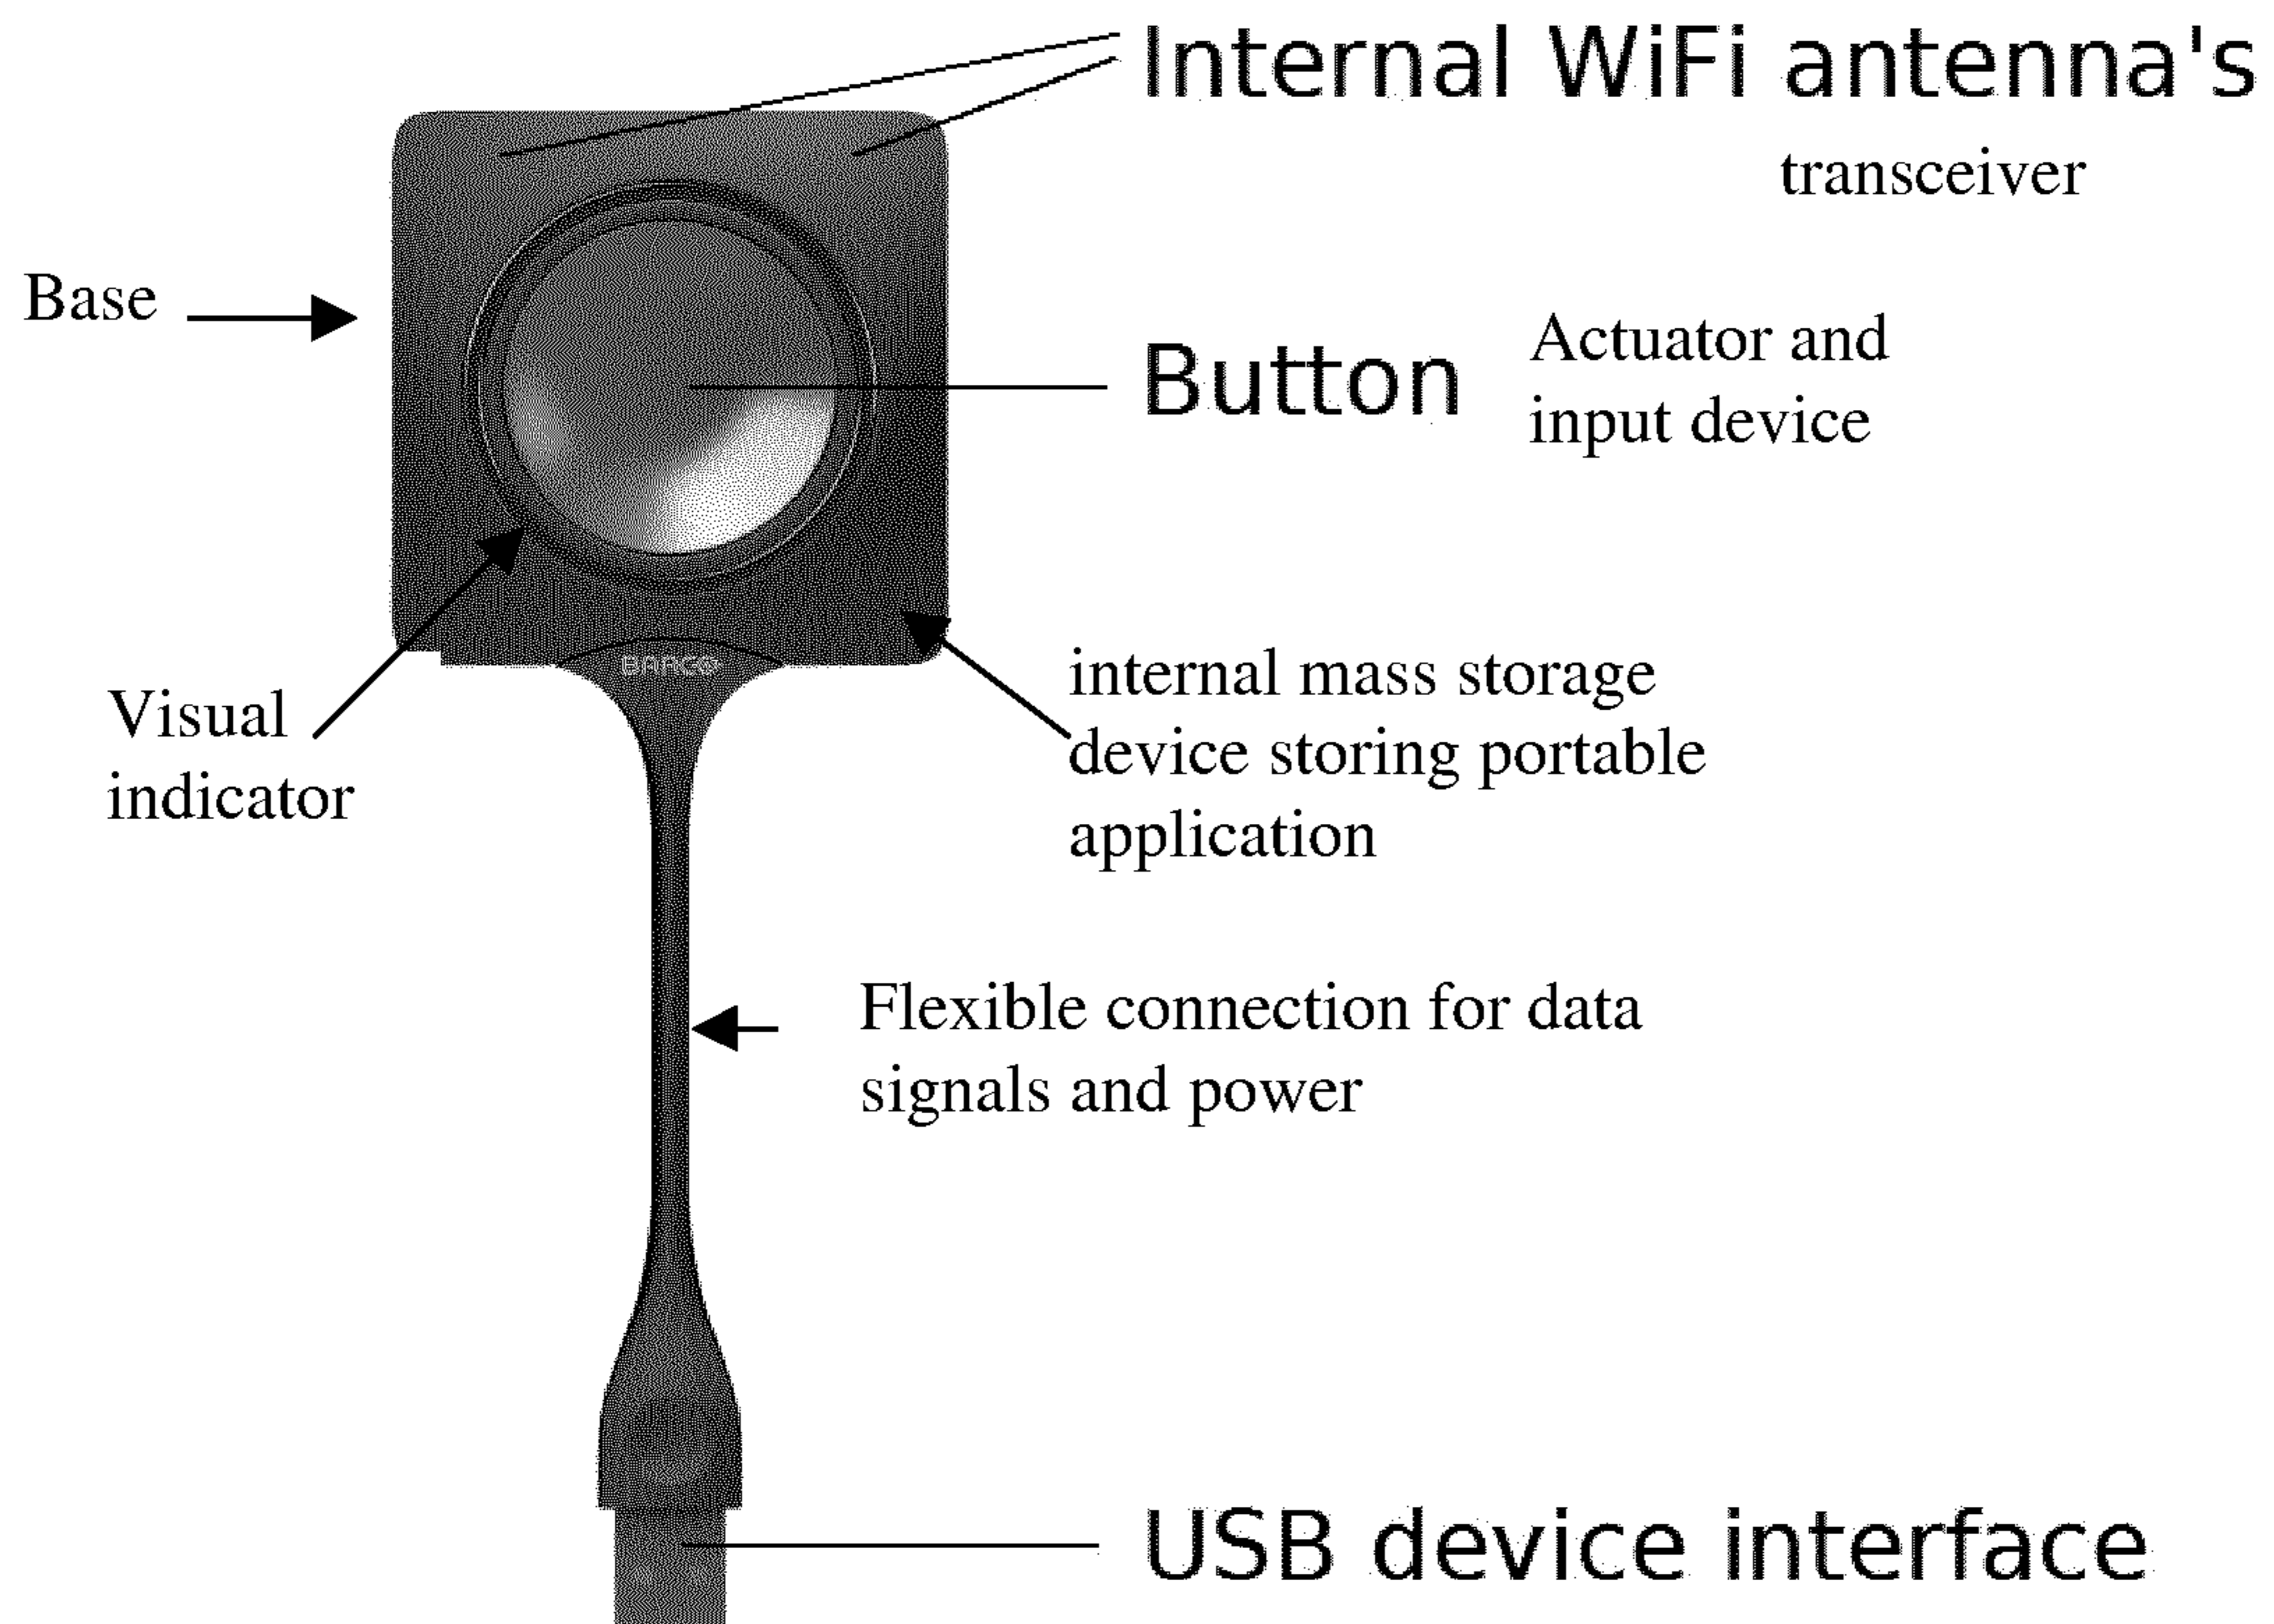 Internal WiFi antenna's
transceiver
Base
Button
Actuator and
input device
BARCO
Visual
indicator
internal mass storage
device storing portable
application
Flexible connection for data
signals and power
USB device interface